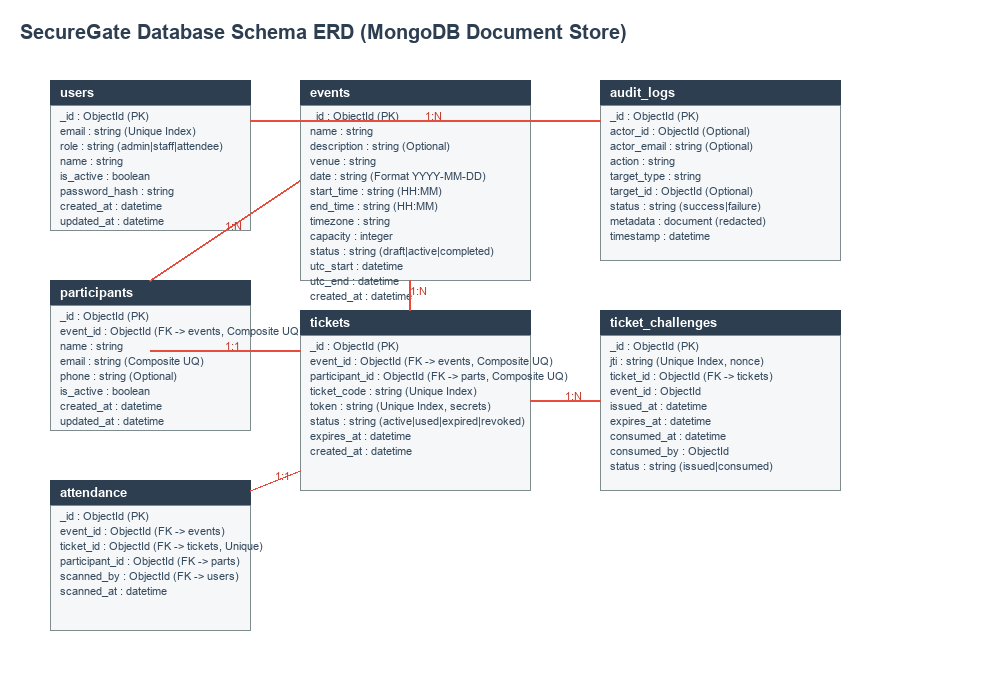 SecureGate Database Schema ERD (MongoDB Document Store)
users
_id : ObjectId (PK)
email : string (Unique Index)
role : string (admin|staff|attendee)
name : string
is_active : boolean
password_hash : string
created_at : datetime
updated_at : datetime
events
_id : ObjectId (PK)
name : string
description : string (Optional)
venue : string
date : string (Format YYYY-MM-DD)
start_time : string (HH:MM)
end_time : string (HH:MM)
timezone : string
capacity : integer
status : string (draft|active|completed)
utc_start : datetime
utc_end : datetime
created_at : datetime
audit_logs
_id : ObjectId (PK)
actor_id : ObjectId (Optional)
actor_email : string (Optional)
action : string
target_type : string
target_id : ObjectId (Optional)
status : string (success|failure)
metadata : document (redacted)
timestamp : datetime
1:N
1:N
1:N
participants
_id : ObjectId (PK)
event_id : ObjectId (FK -> events, Composite UQ
name : string
email : string (Composite UQ)
phone : string (Optional)
is_active : boolean
created_at : datetime
updated_at : datetime
1:1
tickets
_id : ObjectId (PK)
event_id : ObjectId (FK -> events, Composite UQ)
participant_id : ObjectId (FK -> parts, Composite UQ)
ticket_code : string (Unique Index)
token : string (Unique Index, secrets)
status : string (active|used|expired|revoked)
expires_at : datetime
created_at : datetime
1:N
ticket_challenges
_id : ObjectId (PK)
jti : string (Unique Index, nonce)
ticket_id : ObjectId (FK -> tickets)
event_id : ObjectId
issued_at : datetime
expires_at : datetime
consumed_at : datetime
consumed_by : ObjectId
status : string (issued|consumed)
1:1
attendance
_id : ObjectId (PK)
event_id : ObjectId (FK -> events)
ticket_id : ObjectId (FK -> tickets, Unique)
participant_id : ObjectId (FK -> parts)
scanned_by : ObjectId (FK -> users)
scanned_at : datetime